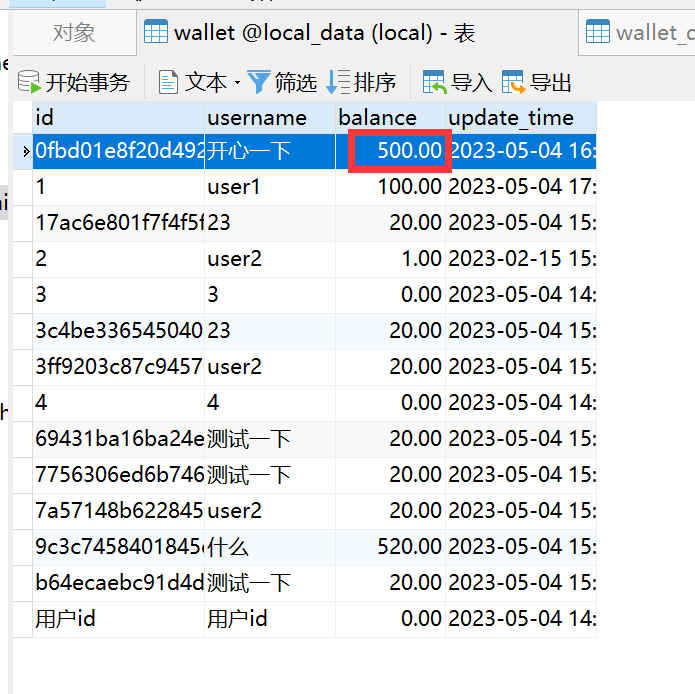 对象 wallet @local_data (local) - 表 wallet_d
开始事务 文本 筛选 排序 导入 导出
id username balance update_time
0fbd01e8f20d492 开心一下 500.00 2023-05-04 16:
1 user1 100.00 2023-05-04 17:
17ac6e801f7f4f5f 23 20.00 2023-05-04 15:
2 user2 1.00 2023-02-15 15:
3 3 0.00 2023-05-04 14:
3c4be336545040 23 20.00 2023-05-04 15:
3ff9203c87c9457 user2 20.00 2023-05-04 15:
4 4 0.00 2023-05-04 14:
69431ba16ba24e 测试一下 20.00 2023-05-04 15:
7756306ed6b746 测试一下 20.00 2023-05-04 15:
7a57148b622845 user2 20.00 2023-05-04 15:
9c3c7458401845c 什么 520.00 2023-05-04 15:
b64ecaebc91d4d 测试一下 20.00 2023-05-04 15:
用户id 用户id 0.00 2023-05-04 14: